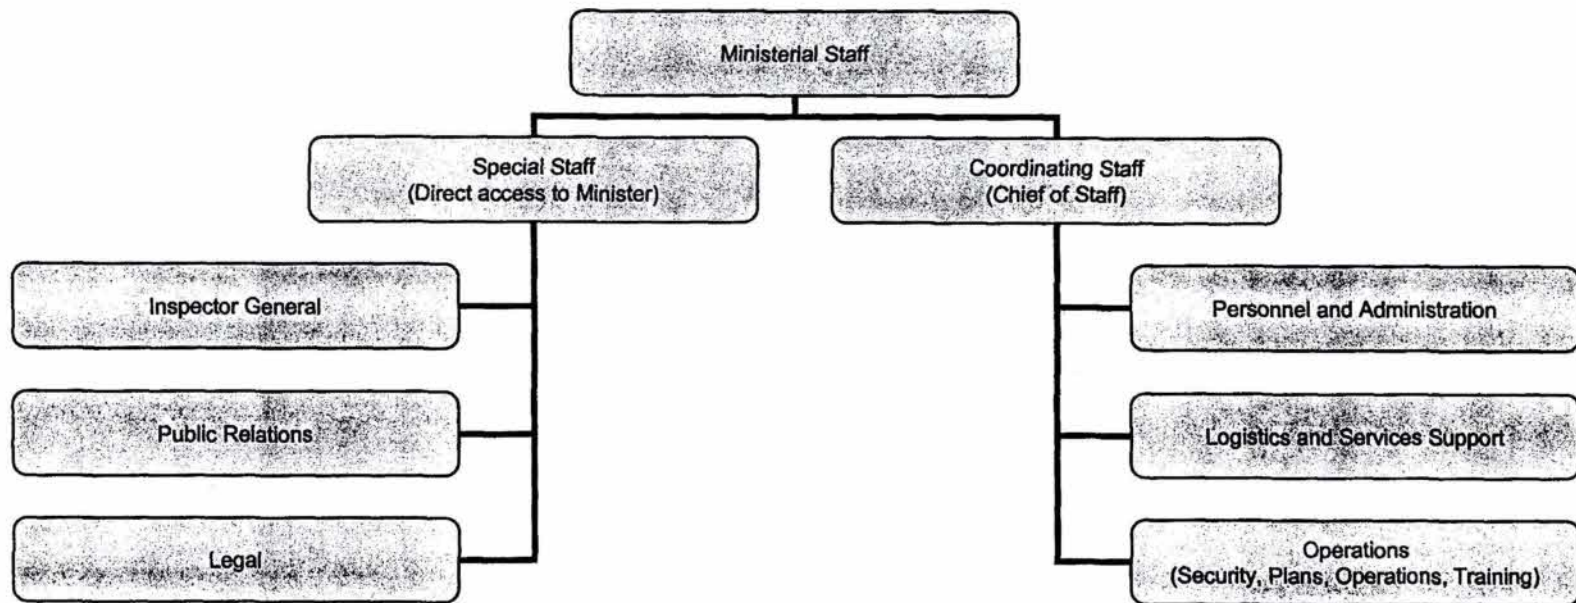 Ministerial Staff
Special Staff
(Direct access to Minister)
Coordinating Staff
(Chief of Staff)
Inspector General
Personnel and Administration
Public Relations
Logistics and Services Support
Legal
Operations
(Security, Plans, Operations, Training)